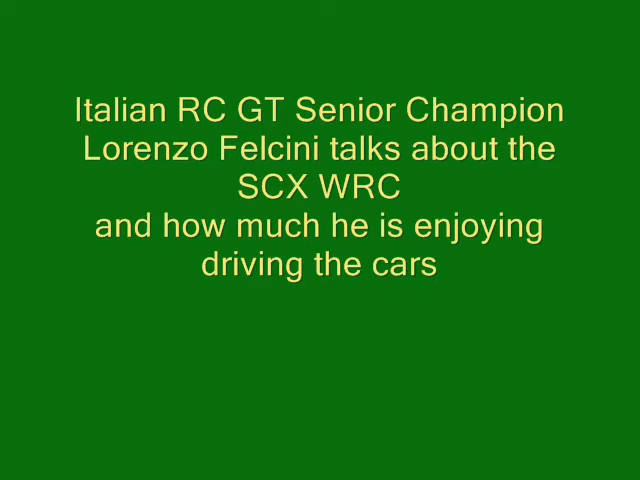 Italian RC GT Senior Champion
Lorenzo Felcini talks about the
SCX WRC
and how much he is enjoying
driving the cars